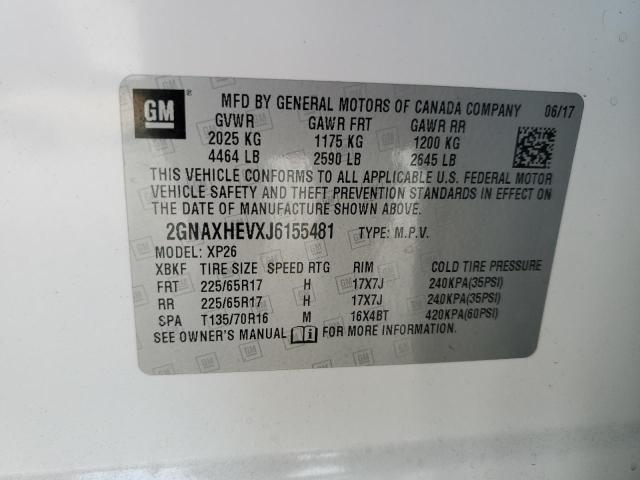 GM
MFD BY GENERAL MOTORS OF CANADA COMPANY 06/17
GVWR GAWR FRT GAWR RR
2025 KG 1175 KG 1200 KG
4464 LB 2590 LB 2645 LB
THIS VEHICLE CONFORMS TO ALL APPLICABLE U.S. FEDERAL MOTOR
VEHICLE SAFETY AND THEFT PREVENTION STANDARDS IN EFFECT ON
THE DATE OF MANUFACTURE SHOWN ABOVE.
2GNAXHEVXJ6155481 TYPE: M.P.V.
MODEL: XP26
XBKF TIRE SIZE SPEED RTG RIM COLD TIRE PRESSURE
FRT 225/65R17 H 17X7J 240KPA(35PSI)
RR 225/65R17 H 17X7J 240KPA(35PSI)
SPA T135/70R16 M 16X4BT 420KPA(60PSI)
SEE OWNER'S MANUAL FOR MORE INFORMATION.